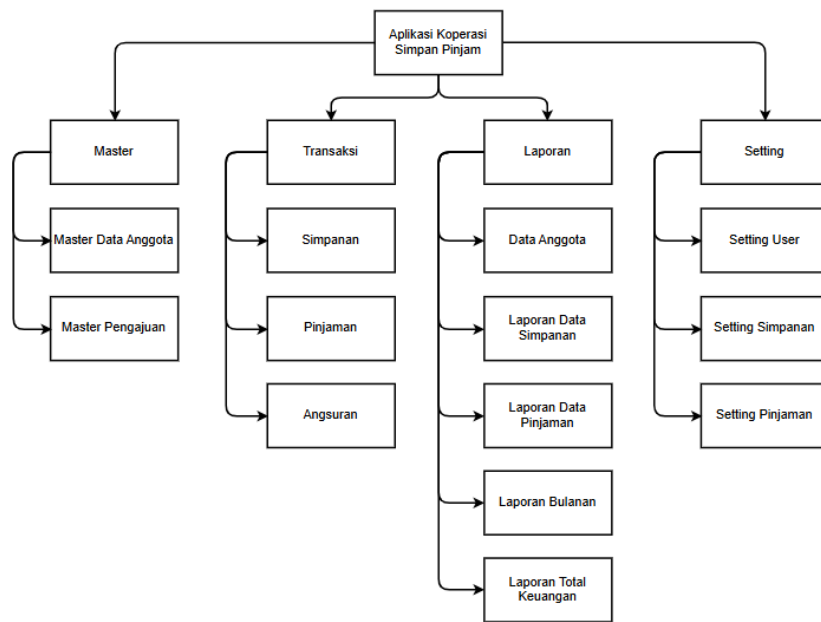 Aplikasi Koperasi
Simpan Pinjam
Master
Transaksi
Laporan
Setting
Master Data Anggota
Simpanan
Data Anggota
Setting User
Master Pengajuan
Pinjaman
Laporan Data
Simpanan
Setting Simpanan
Angsuran
Laporan Data
Pinjaman
Setting Pinjaman
Laporan Bulanan
Laporan Total
Keuangan